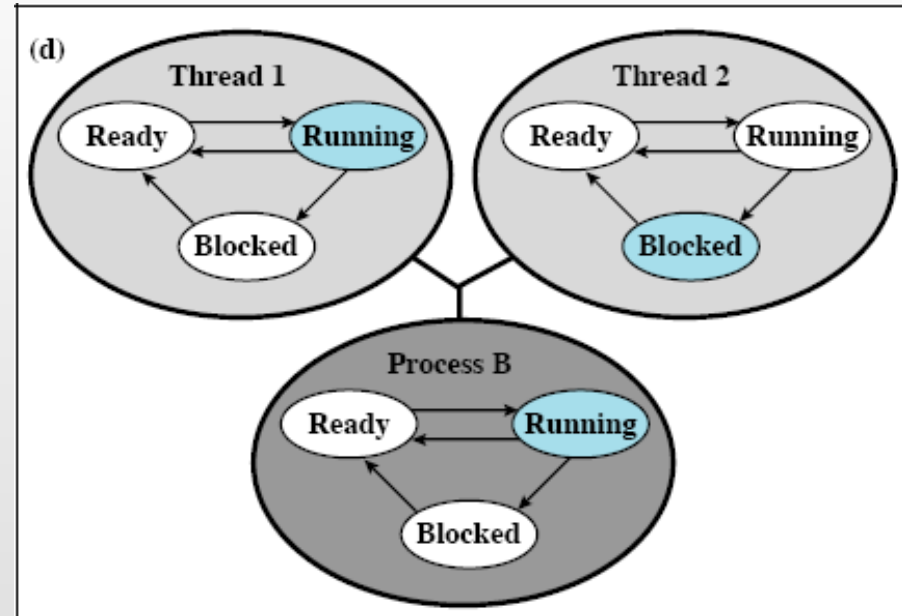 (d)
Thread 1
Ready
Running
Blocked
Thread 2
Ready
Running
Blocked
Process B
Ready
Running
Blocked